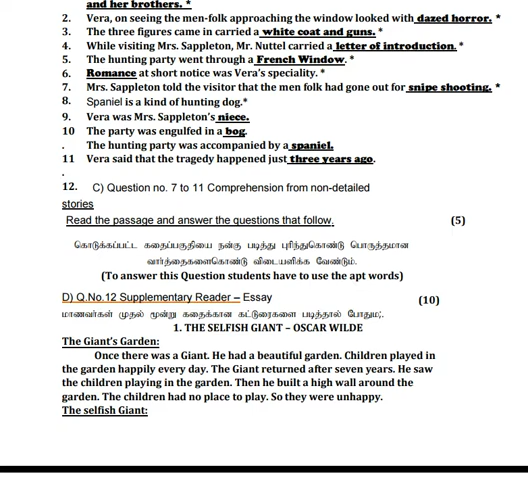 and her brothers. *
2. Vera, on seeing the men-folk approaching the window looked with dazed horror. *
3. The three figures came in carried a white coat and guns. *
4. While visiting Mrs. Sappleton, Mr. Nuttel carried a letter of introduction. *
5. The hunting party went through a French Window. *
6. Romance at short notice was Vera's speciality. *
7. Mrs. Sappleton told the visitor that the men folk had gone out for snipe shooting. *
8. Spaniel is a kind of hunting dog.*
9. Vera was Mrs. Sappleton's niece.
10 The party was engulfed in a bog.
. The hunting party was accompanied by a spaniel.
11 Vera said that the tragedy happened just three years ago.
.
12. C) Question no. 7 to 11 Comprehension from non-detailed
stories
Read the passage and answer the questions that follow. (5)
கொடுக்கப்பட்ட கதைப்பகுதியை நன்கு படித்து புரிந்துகொண்டு பொருத்தமான
வார்த்தைகளைகொண்டு விடையளிக்க வேண்டும்.
(To answer this Question students have to use the apt words)
D) Q.No.12 Supplementary Reader – Essay (10)
மாணவர்கள் முதல் மூன்று கதைக்கான கட்டுரைகளை படித்தால் போதும்;.
1. THE SELFISH GIANT – OSCAR WILDE
The Giant's Garden:
Once there was a Giant. He had a beautiful garden. Children played in
the garden happily every day. The Giant returned after seven years. He saw
the children playing in the garden. Then he built a high wall around the
garden. The children had no place to play. So they were unhappy.
The selfish Giant: